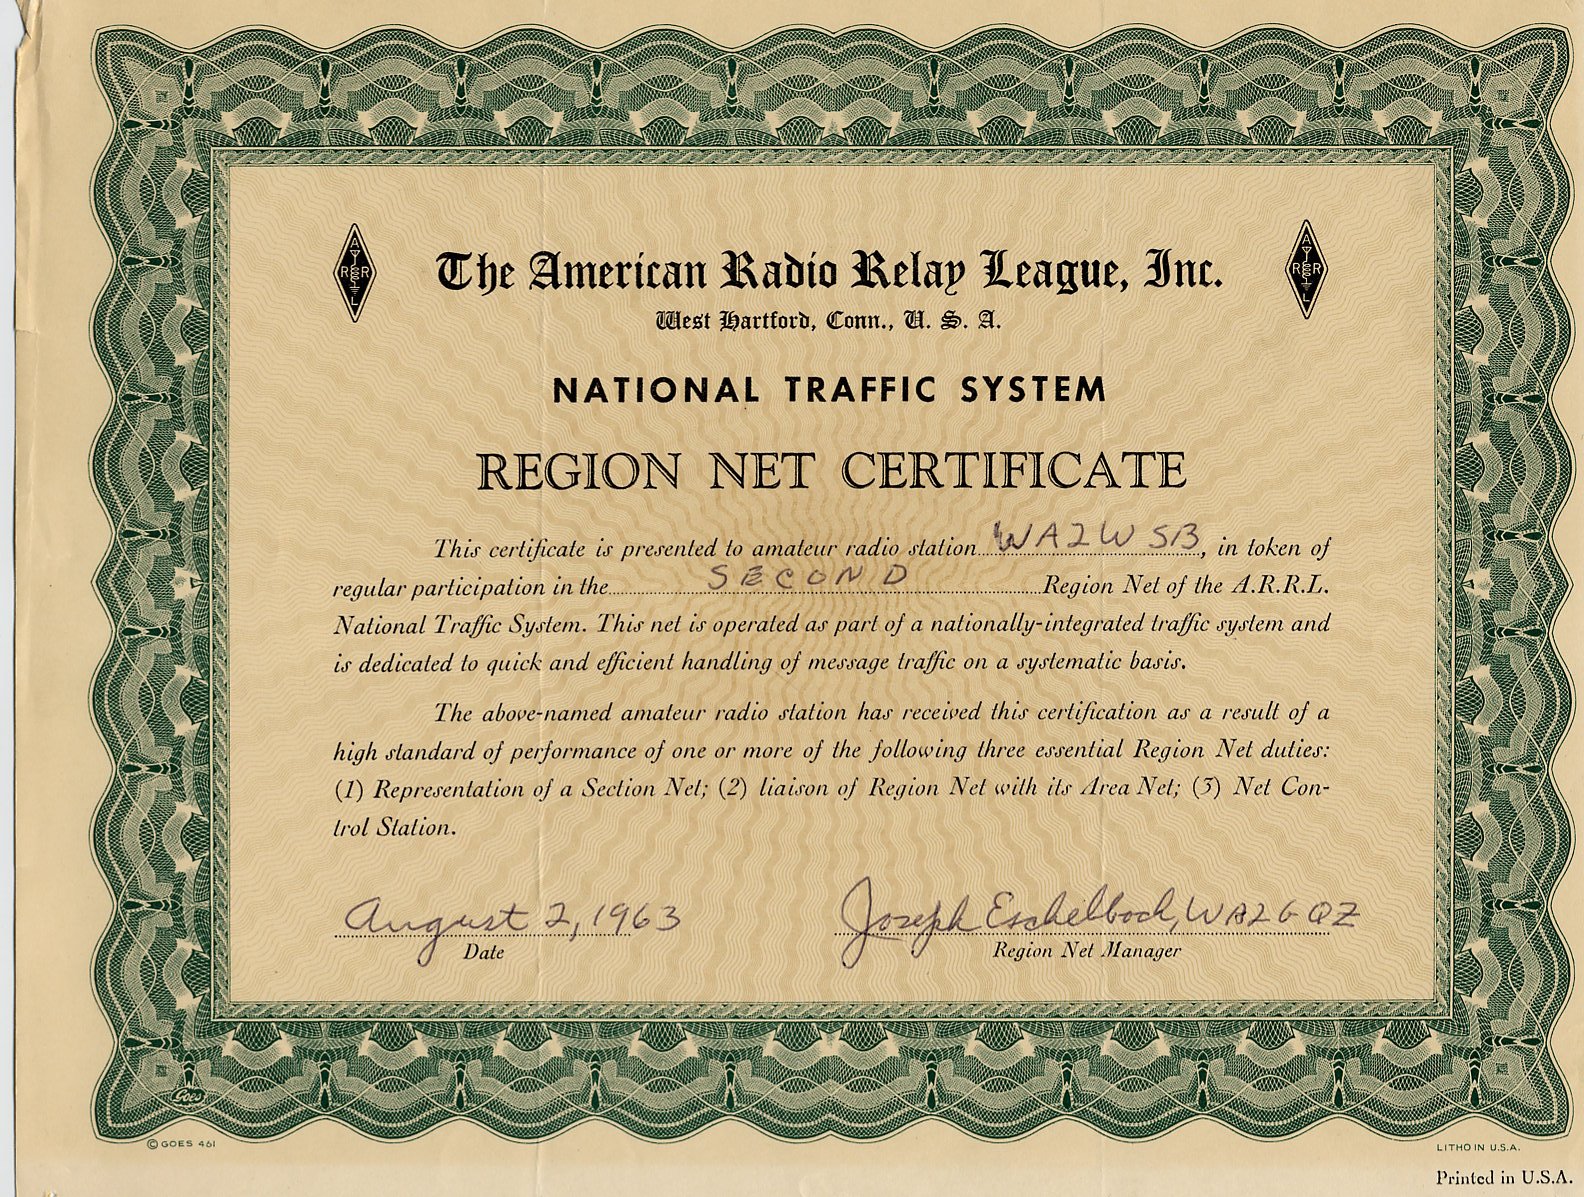 The American Radio Relay League, Inc.
West Hartford, Conn., U. S. A.
NATIONAL TRAFFIC SYSTEM
REGION NET CERTIFICATE
This certificate is presented to amateur radio station WA2WSB, in token of
regular participation in the SECOND Region Net of the A.R.R.L.
National Traffic System. This net is operated as part of a nationally-integrated traffic system and
is dedicated to quick and efficient handling of message traffic on a systematic basis.
The above-named amateur radio station has received this certification as a result of a
high standard of performance of one or more of the following three essential Region Net duties:
(1) Representation of a Section Net; (2) liaison of Region Net with its Area Net; (3) Net Con-
trol Station.
August 2, 1963 Joseph Eschelbach, WA2GQZ
Date Region Net Manager
Goes
© GOES 461
LITHO IN U.S.A.
Printed in U.S.A.
A
R R
L
A
R R
L